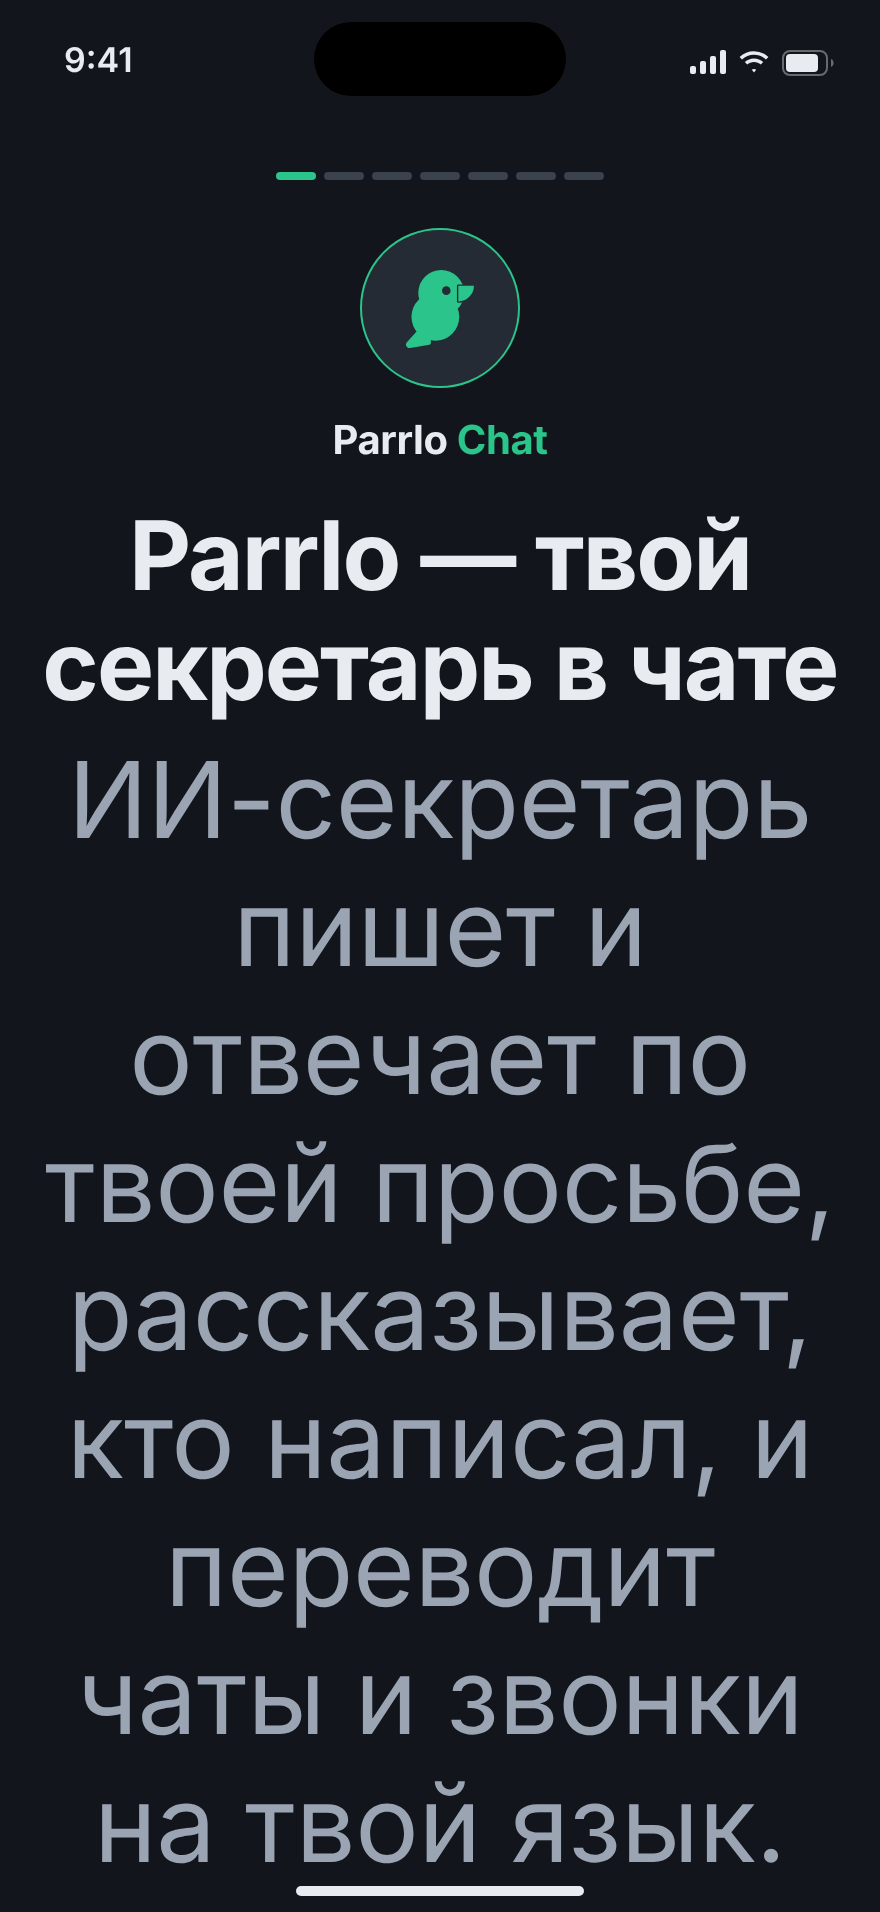 9:41
Parrlo Chat
Parrlo — твой
секретарь в чате
ИИ-секретарь
пишет и
отвечает по
твоей просьбе,
рассказывает,
кто написал, и
переводит
чаты и звонки
на твой язык.